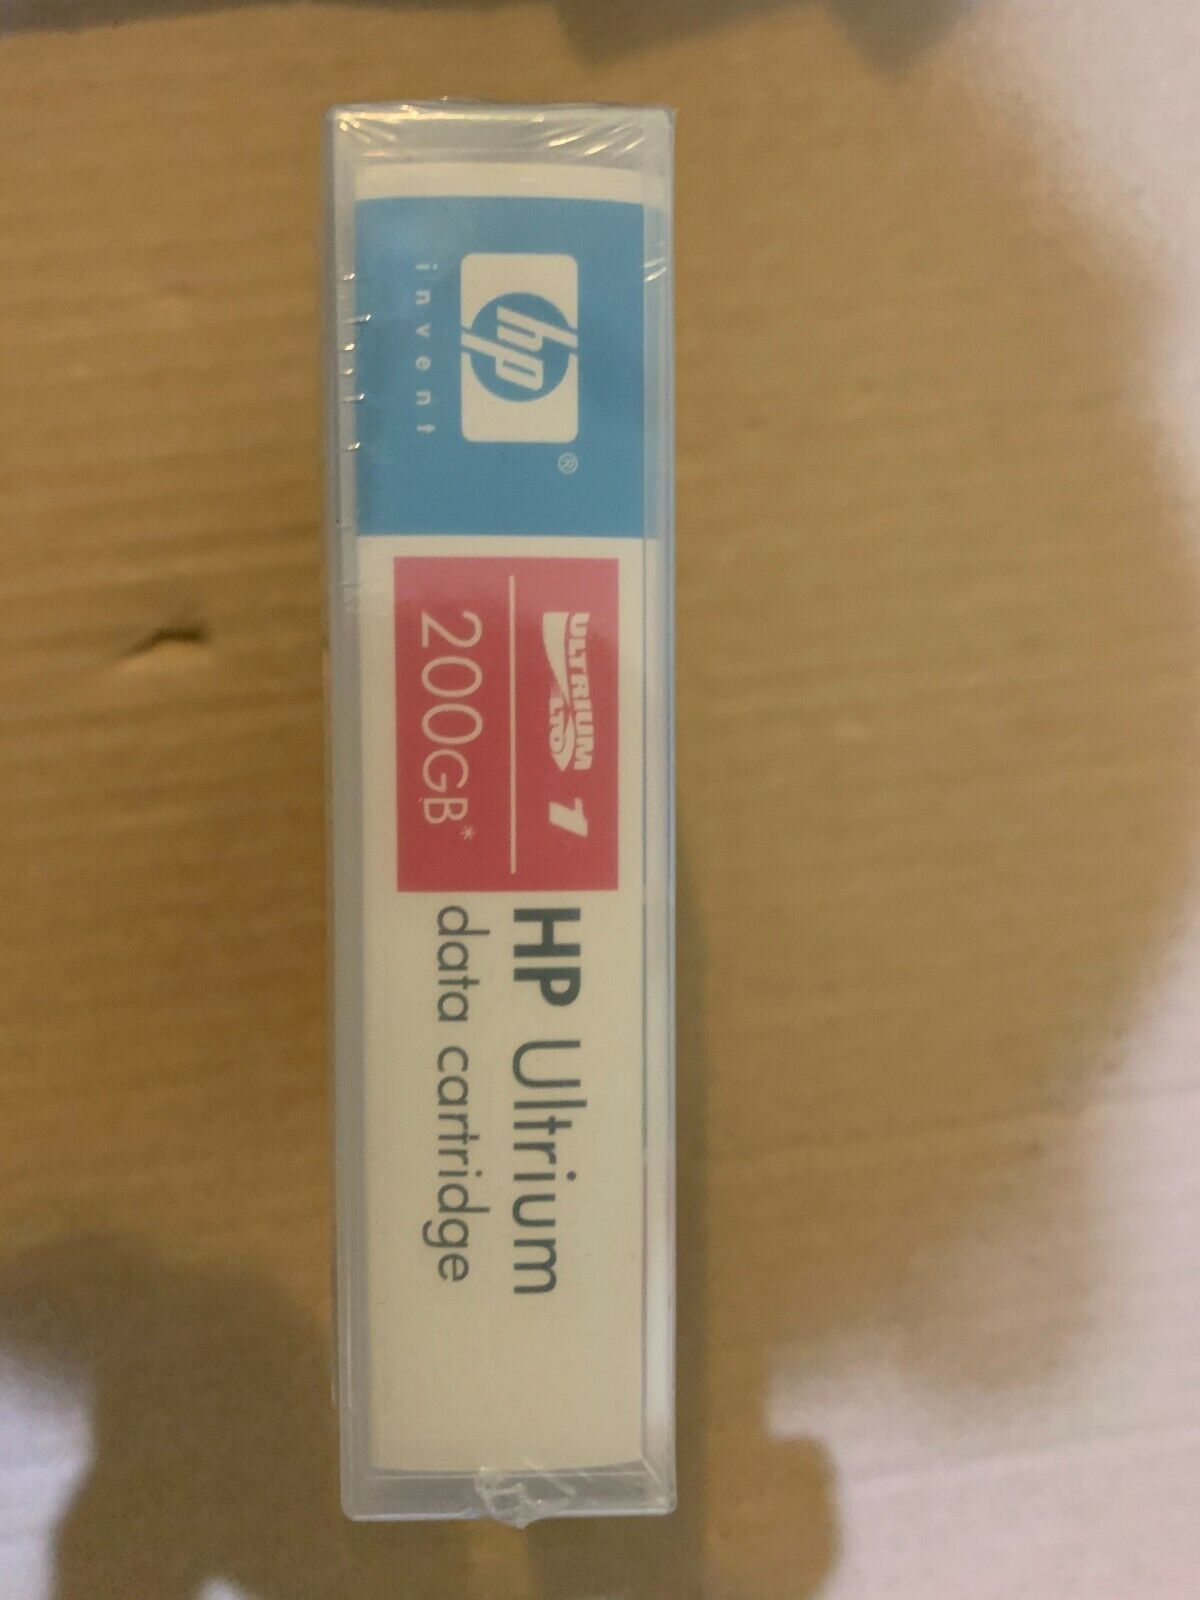 hp
®
invent
ULTRIUM
LTO
1
200GB*
HP Ultrium
data cartridge